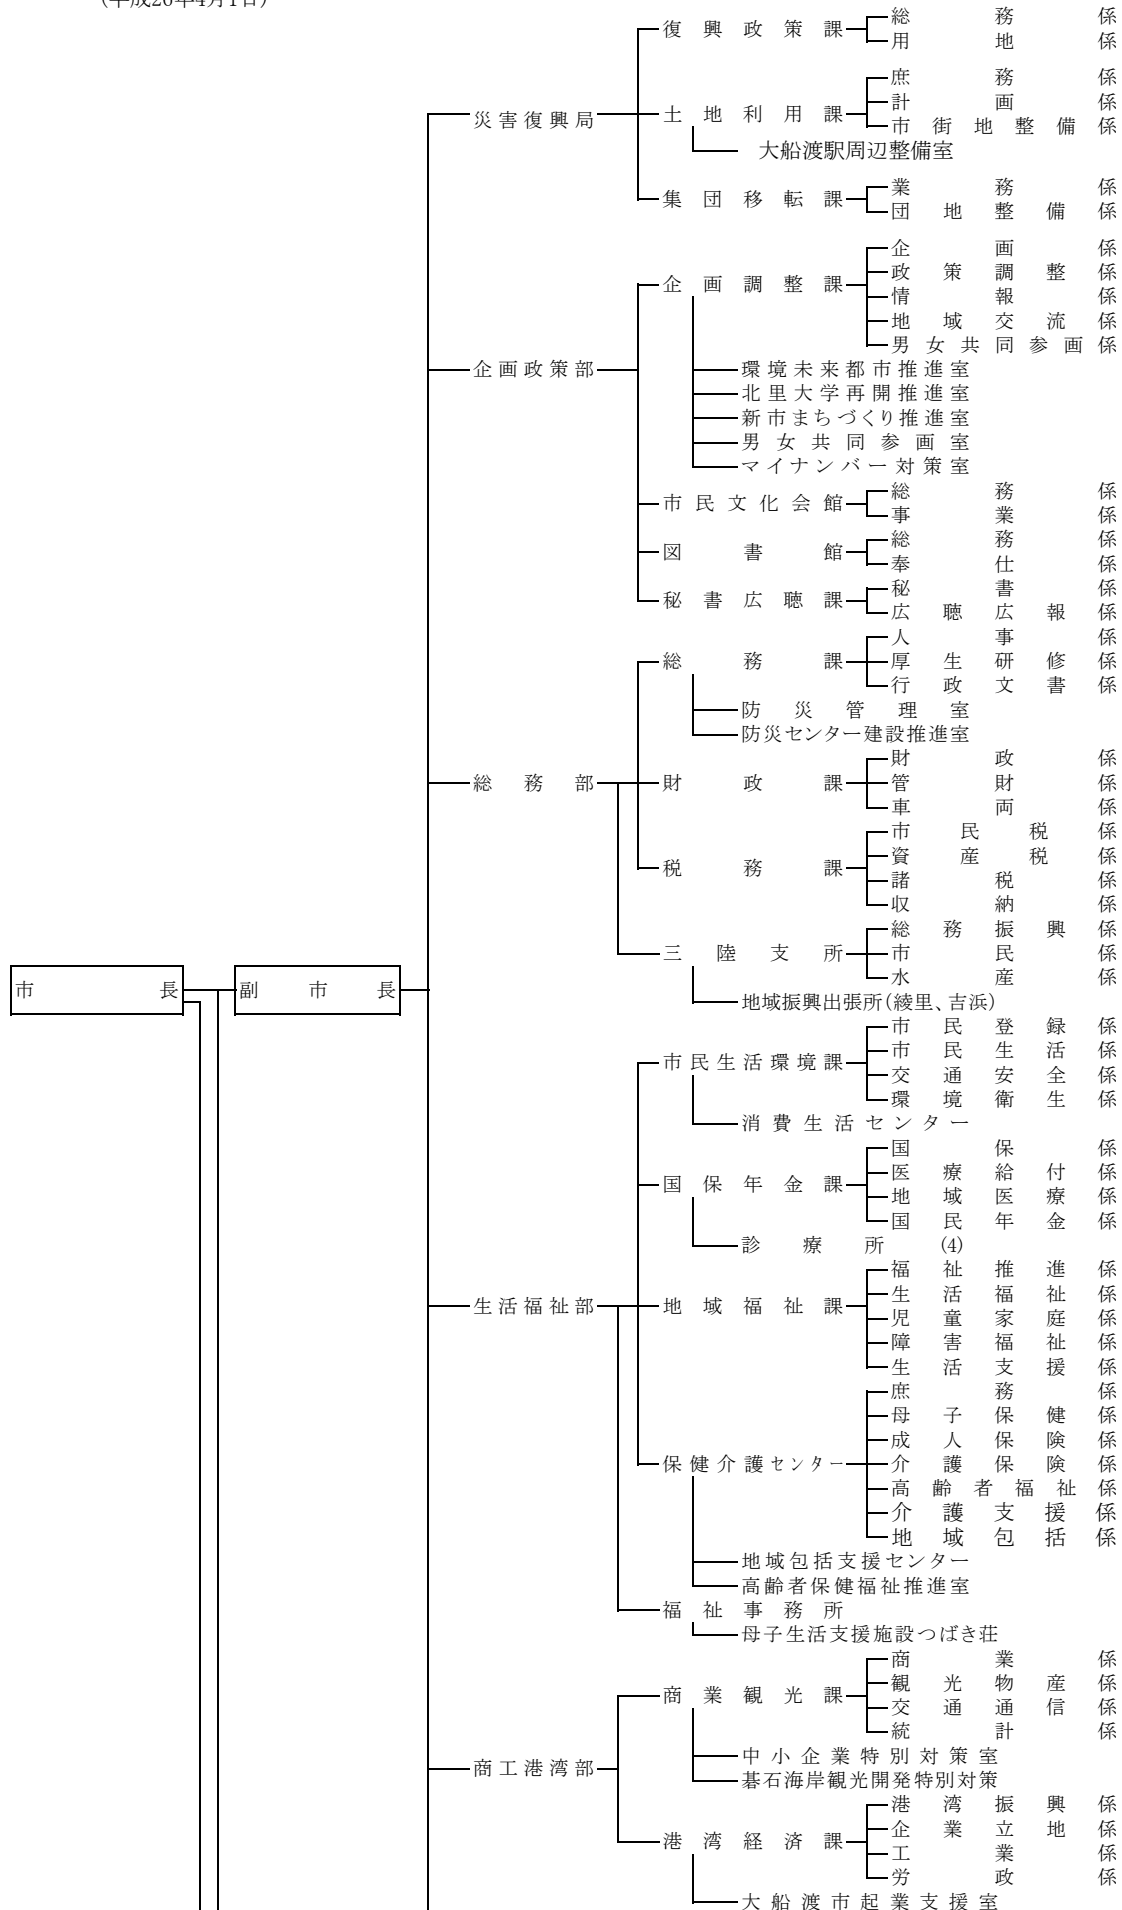 (平成26年4月1日)
総務係
復興政策課
用地係
庶務係
計画係
災害復興局
土地利用課
市街地整備係
大船渡駅周辺整備室
業務係
集団移転課
団地整備係
企画係
政策調整係
企画調整課
情報係
地域交流係
男女共同参画係
企画政策部
環境未来都市推進室
北里大学再開推進室
新市まちづくり推進室
男女共同参画室
マイナンバー対策室
総務係
市民文化会館
事業係
総務係
図書館
奉仕係
秘書係
秘書広聴課
広聴広報係
人事係
総務課
厚生研修係
行政文書係
防災管理室
防災センター建設推進室
財政係
総務部
財政課
管財係
車両係
市民税係
資産税係
税務課
諸税係
収納係
総務振興係
三陸支所
市民係
水産係
市長
副市長
地域振興出張所(綾里、吉浜)
市民登録係
市民生活係
市民生活環境課
交通安全係
環境衛生係
消費生活センター
国保係
医療給付係
国保年金課
地域医療係
国民年金係
診療所 (4)
福祉推進係
生活福祉係
生活福祉部
地域福祉課
児童家庭係
障害福祉係
生活支援係
庶務係
母子保健係
成人保険係
保健介護センター
介護保険係
高齢者福祉係
介護支援係
地域包括係
地域包括支援センター
高齢者保健福祉推進室
福祉事務所
母子生活支援施設つばき荘
商業係
観光物産係
商業観光課
交通通信係
統計係
中小企業特別対策室
商工港湾部
碁石海岸観光開発特別対策
港湾振興係
企業立地係
港湾経済課
工業係
労政係
大船渡市起業支援室